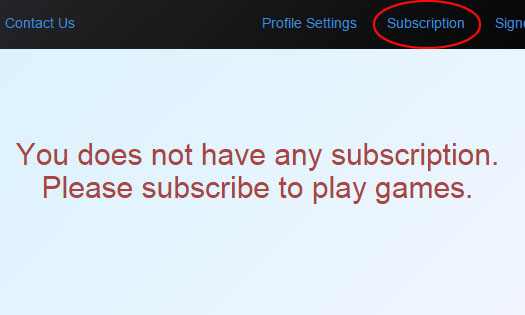 Contact Us Profile Settings Subscription Signe
You does not have any subscription.
Please subscribe to play games.